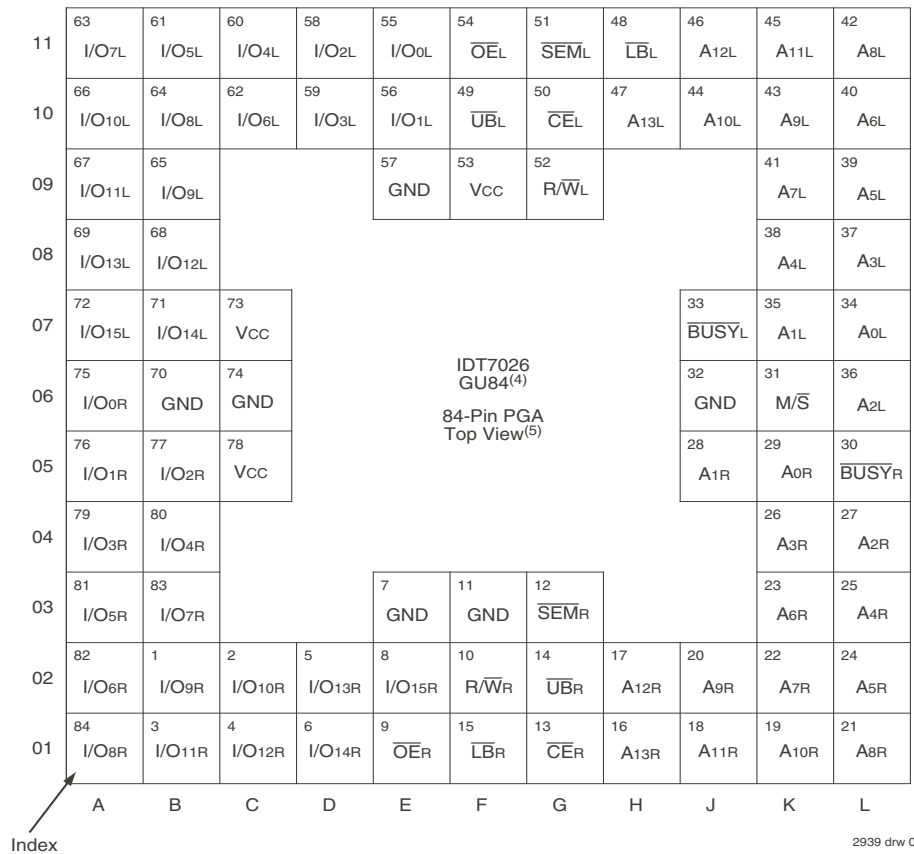 63 61 60 58 55 54 51 48 46 45 42
11 I/O7L I/O5L I/O4L I/O2L I/O0L OEL SEML LBL A12L A11L A8L
66 64 62 59 56 49 50 47 44 43 40
10 I/O10L I/O8L I/O6L I/O3L I/O1L UBL CEL A13L A10L A9L A6L
67 65 57 53 52 41 39
09 I/O11L I/O9L GND VCC R/WL A7L A5L
69 68 38 37
08 I/O13L I/O12L A4L A3L
72 71 73 33 35 34
07 I/O15L I/O14L VCC BUSYL A1L A0L
IDT7026
GU84(4)
84-Pin PGA
Top View(5)
75 70 74 32 31 36
06 I/O0R GND GND GND M/S A2L
76 77 78 28 29 30
05 I/O1R I/O2R VCC A1R A0R BUSYR
79 80 26 27
04 I/O3R I/O4R A3R A2R
81 83 7 11 12 23 25
03 I/O5R I/O7R GND GND SEMR A6R A4R
82 1 2 5 8 10 14 17 20 22 24
02 I/O6R I/O9R I/O10R I/O13R I/O15R R/WR UBR A12R A9R A7R A5R
84 3 4 6 9 15 13 16 18 19 21
01 I/O8R I/O11R I/O12R I/O14R OER LBR CER A13R A11R A10R A8R
A B C D E F G H J K L
Index
2939 drw 0